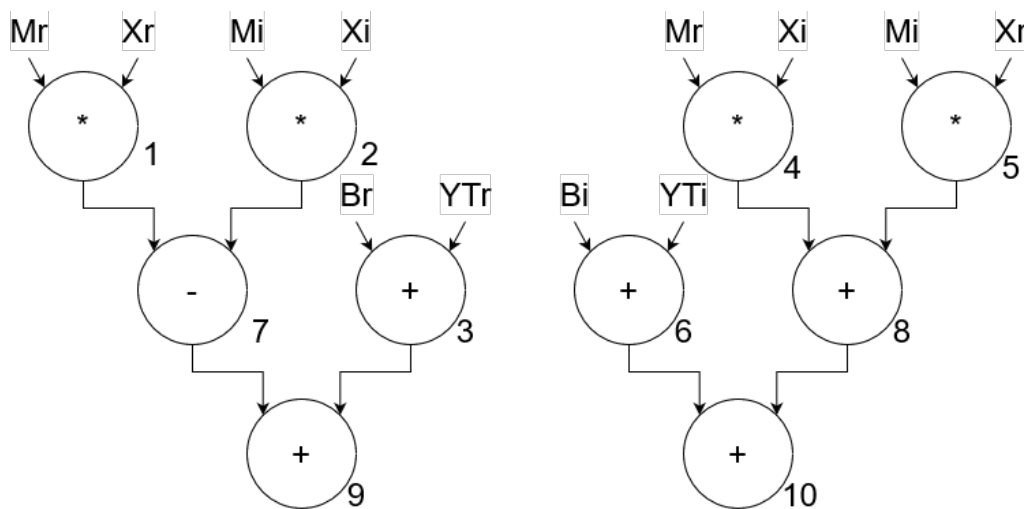 Mr Xr Mi Xi Mr Xi Mi Xr
* * * *
1 2 4 5
Br YTr Bi YTi
- + + +
7 3 6 8
+ +
9 10